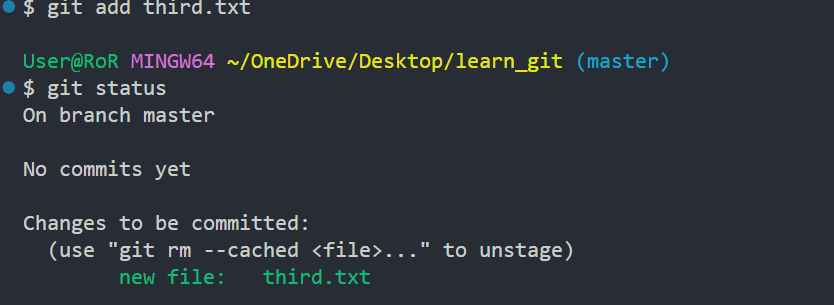 $ git add third.txt
User@RoR MINGW64 ~/OneDrive/Desktop/learn_git (master)
$ git status
On branch master
No commits yet
Changes to be committed:
  (use "git rm --cached <file>..." to unstage)
        new file:   third.txt